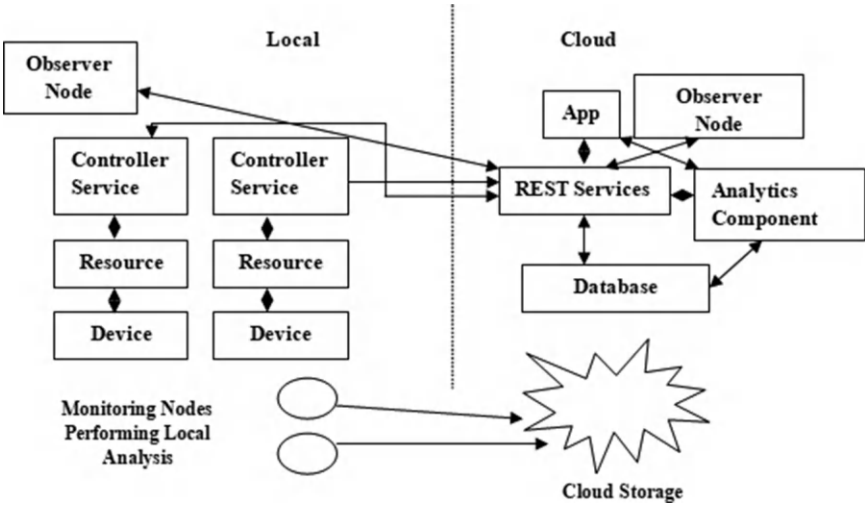 Local
Cloud
Observer
Node
App
Observer
Node
Controller
Service
Controller
Service
REST Services
Analytics
Component
Resource
Resource
Database
Device
Device
Monitoring Nodes
Performing Local
Analysis
Cloud Storage